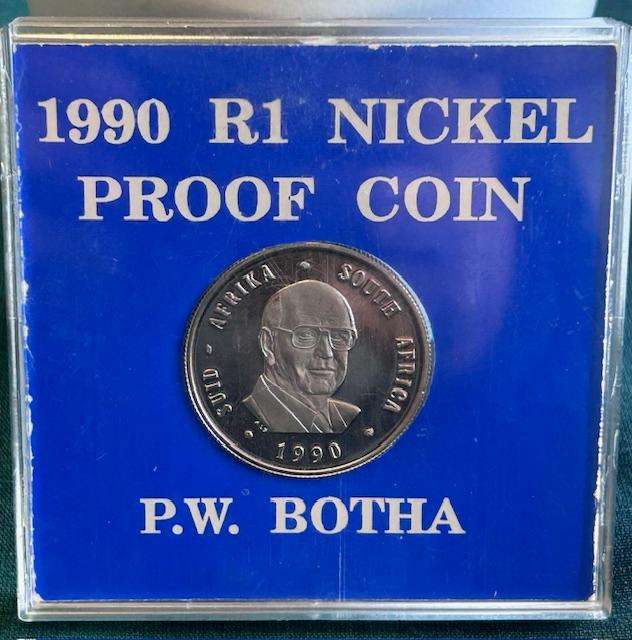 1990 R1 NICKEL
PROOF COIN
SUID - AFRIKA
SOUTH AFRICA
1990
P.W. BOTHA